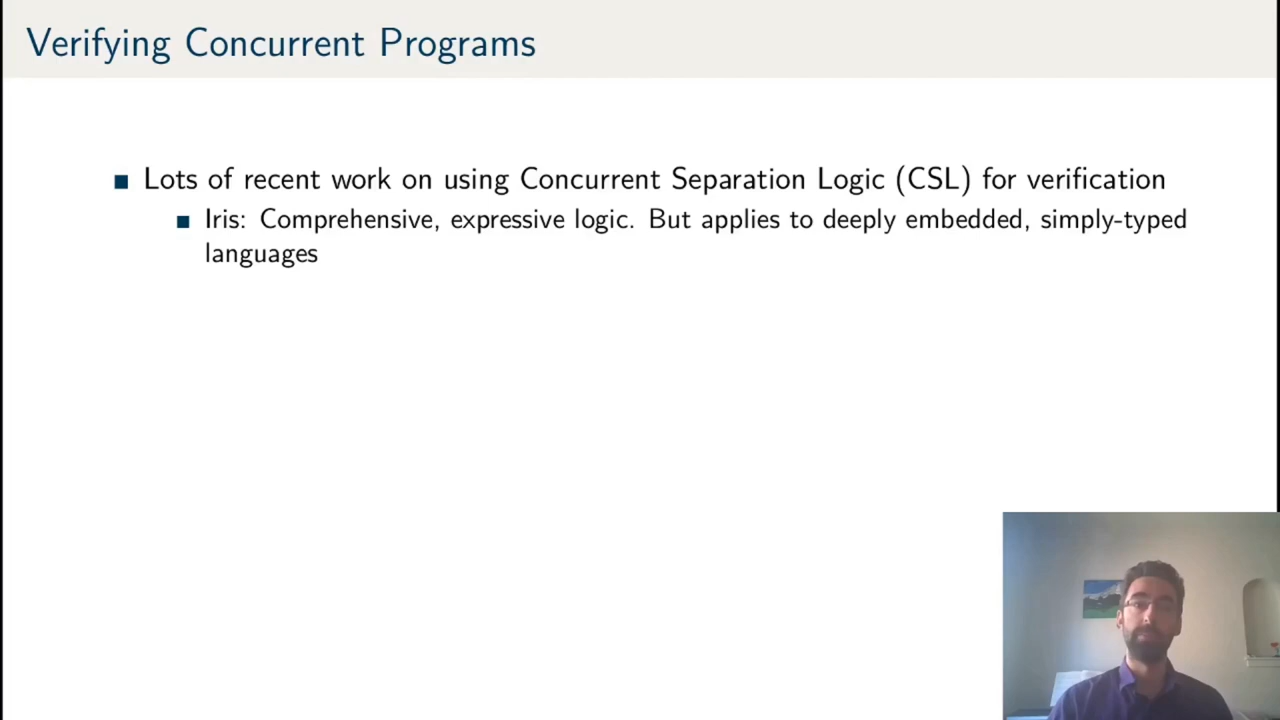 Verifying Concurrent Programs
Lots of recent work on using Concurrent Separation Logic (CSL) for verification
Iris: Comprehensive, expressive logic. But applies to deeply embedded, simply-typed
languages